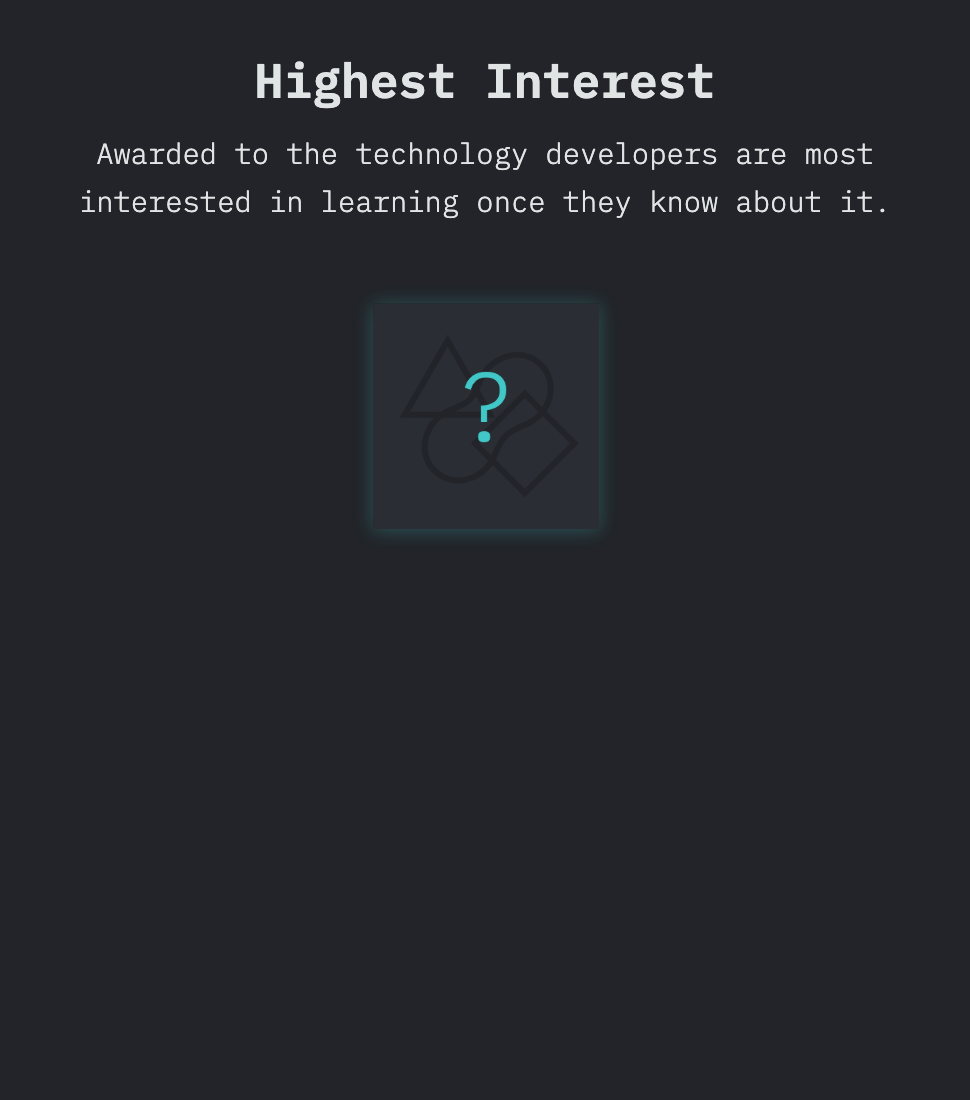 Highest Interest
Awarded to the technology developers are most
interested in learning once they know about it.
?